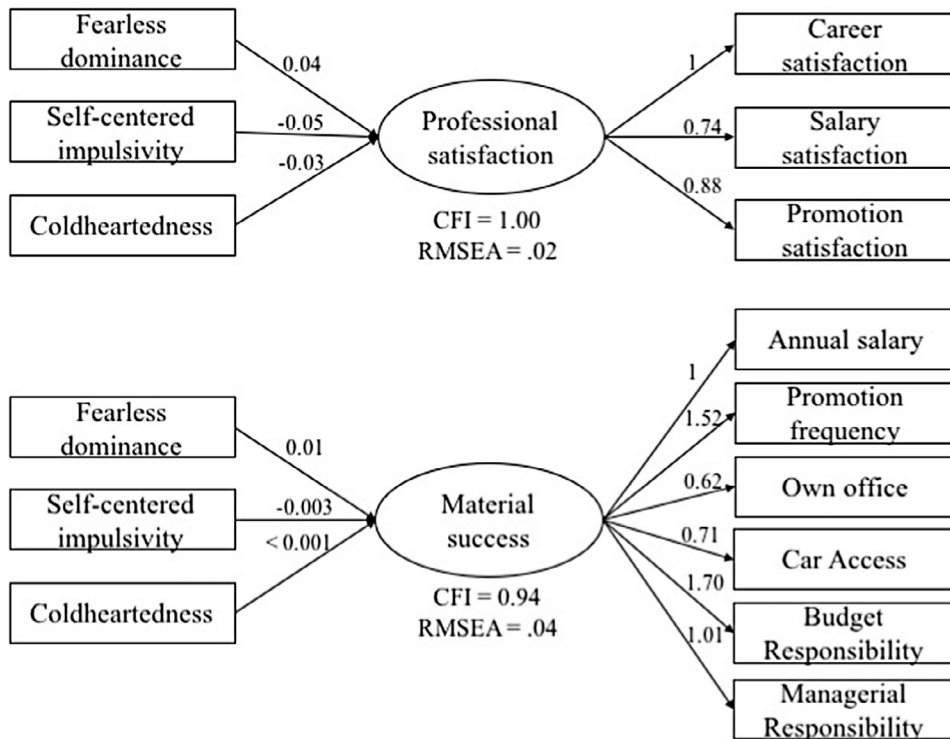 Fearless
dominance
0.04
Self-centered
impulsivity
-0.05
Coldheartedness
-0.03
Professional
satisfaction
CFI = 1.00
RMSEA = .02
1
Career
satisfaction
0.74
Salary
satisfaction
0.88
Promotion
satisfaction
Fearless
dominance
0.01
Self-centered
impulsivity
-0.003
Coldheartedness
< 0.001
Material
success
CFI = 0.94
RMSEA = .04
1
Annual salary
1.52
Promotion
frequency
0.62
Own office
0.71
Car Access
1.70
Budget
Responsibility
1.01
Managerial
Responsibility